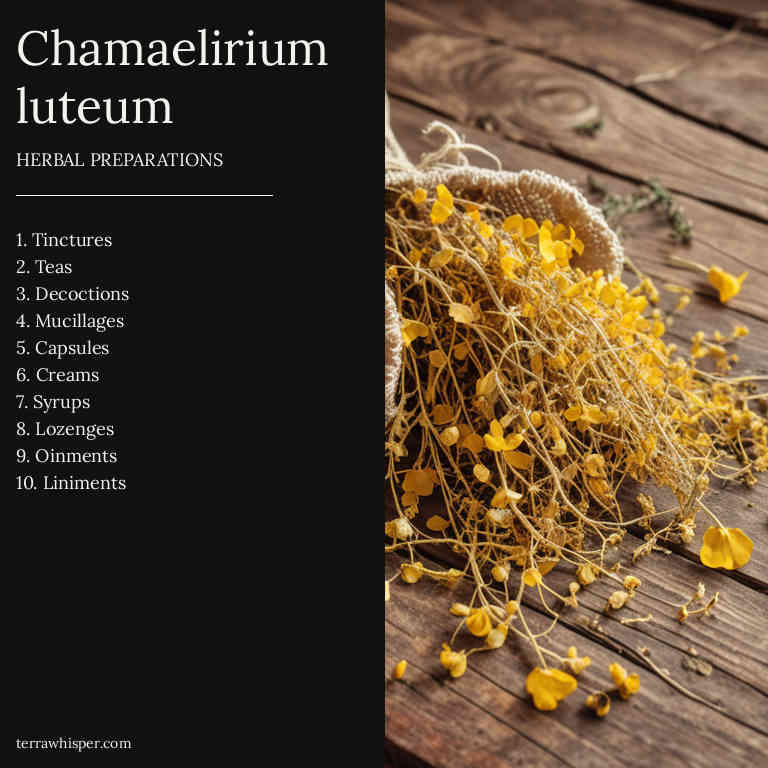 Chamaelirium
luteum
HERBAL PREPARATIONS
1. Tinctures
2. Teas
3. Decoctions
4. Mucillages
5. Capsules
6. Creams
7. Syrups
8. Lozenges
9. Oinments
10. Liniments
terrawhisper.com